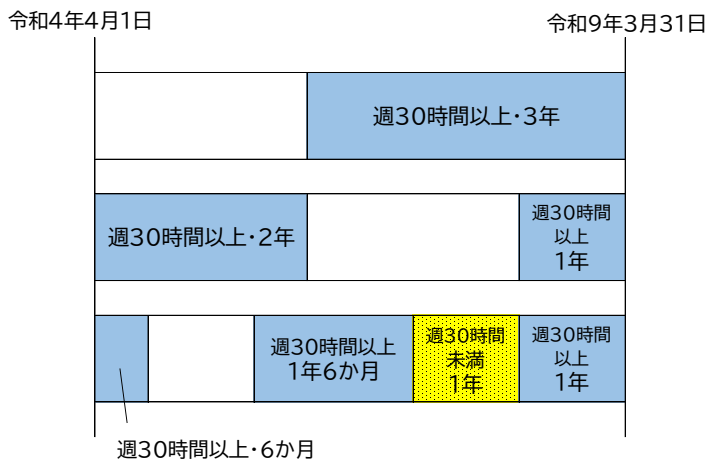 令和4年4月1日
令和9年3月31日
週30時間以上・3年
週30時間以上・2年
週30時間
以上
1年
週30時間以上
1年6か月
週30時間
未満
1年
週30時間
以上
1年
週30時間以上・6か月